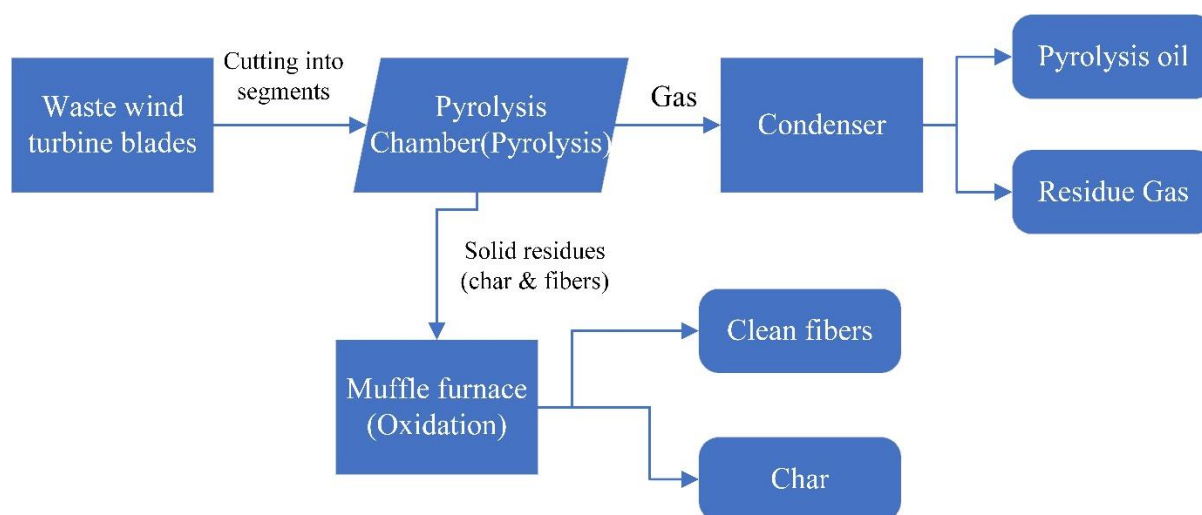 Waste wind
turbine blades
Cutting into
segments
Pyrolysis
Chamber(Pyrolysis)
Gas
Condenser
Pyrolysis oil
Residue Gas
Solid residues
(char & fibers)
Muffle furnace
(Oxidation)
Clean fibers
Char